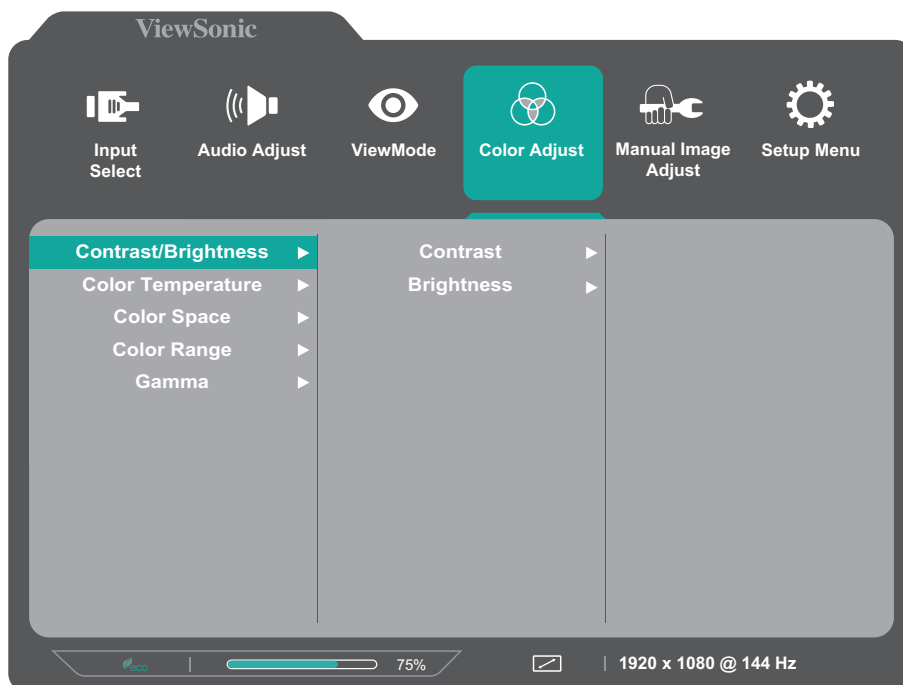 ViewSonic
Input Select
Audio Adjust
ViewMode
Color Adjust
Manual Image Adjust
Setup Menu
Contrast/Brightness
Color Temperature
Color Space
Color Range
Gamma
Contrast
Brightness
eco
75%
1920 x 1080 @ 144 Hz